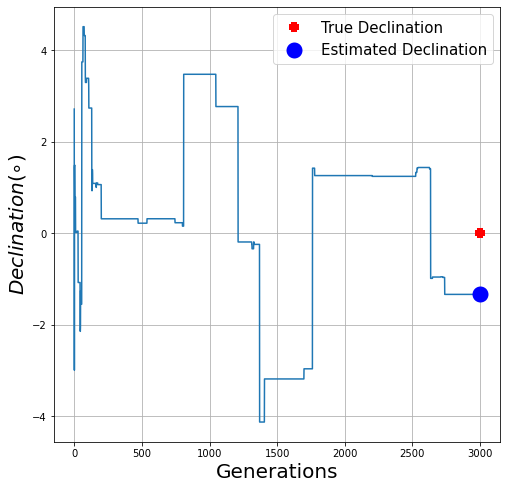 True Declination
Estimated Declination
Declination(∘)
4
2
0
−2
−4
0 500 1000 1500 2000 2500 3000
Generations